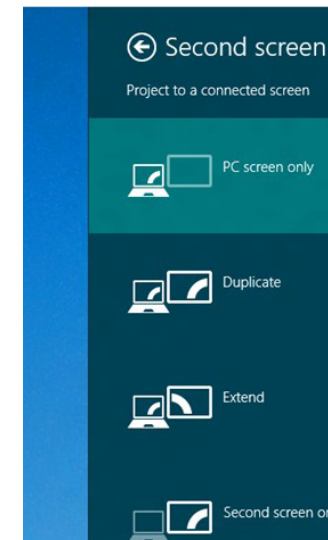 Second screen
Project to a connected screen
PC screen only
Duplicate
Extend
Second screen